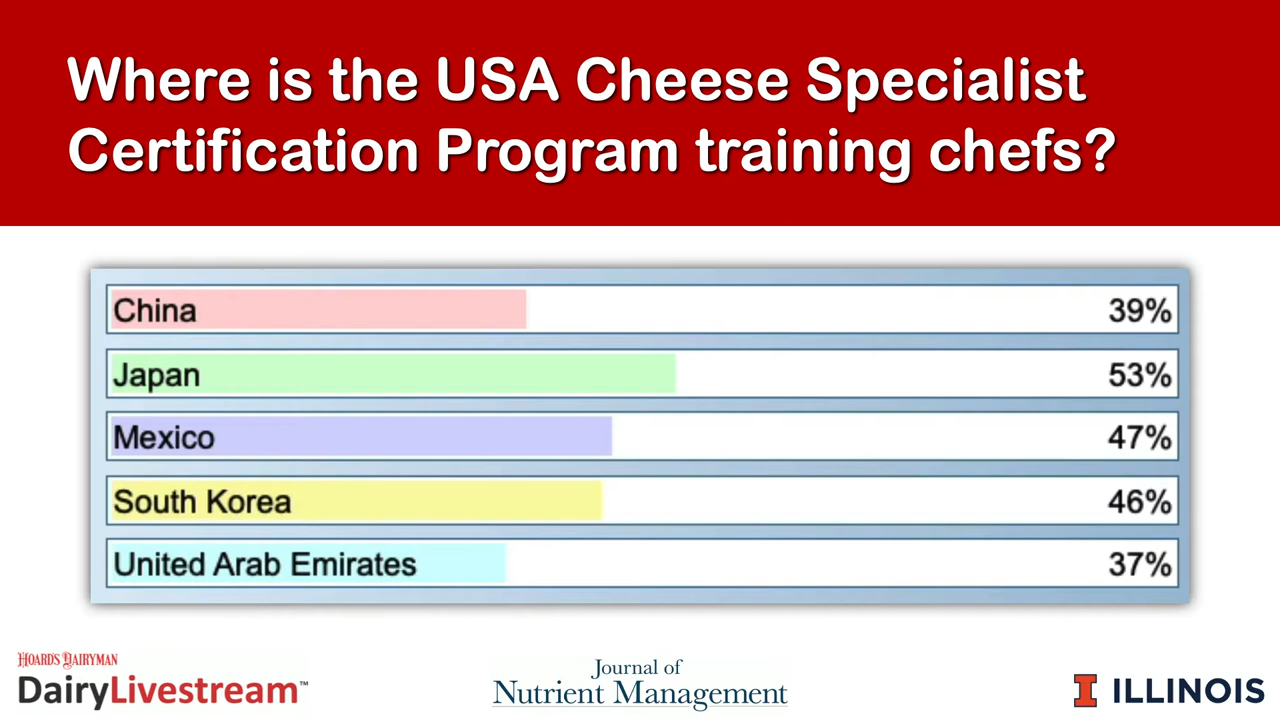 Where is the USA Cheese Specialist
Certification Program training chefs?
China 39%
Japan 53%
Mexico 47%
South Korea 46%
United Arab Emirates 37%
HOARD'S DAIRYMAN
DairyLivestream™
Journal of
Nutrient Management
I ILLINOIS